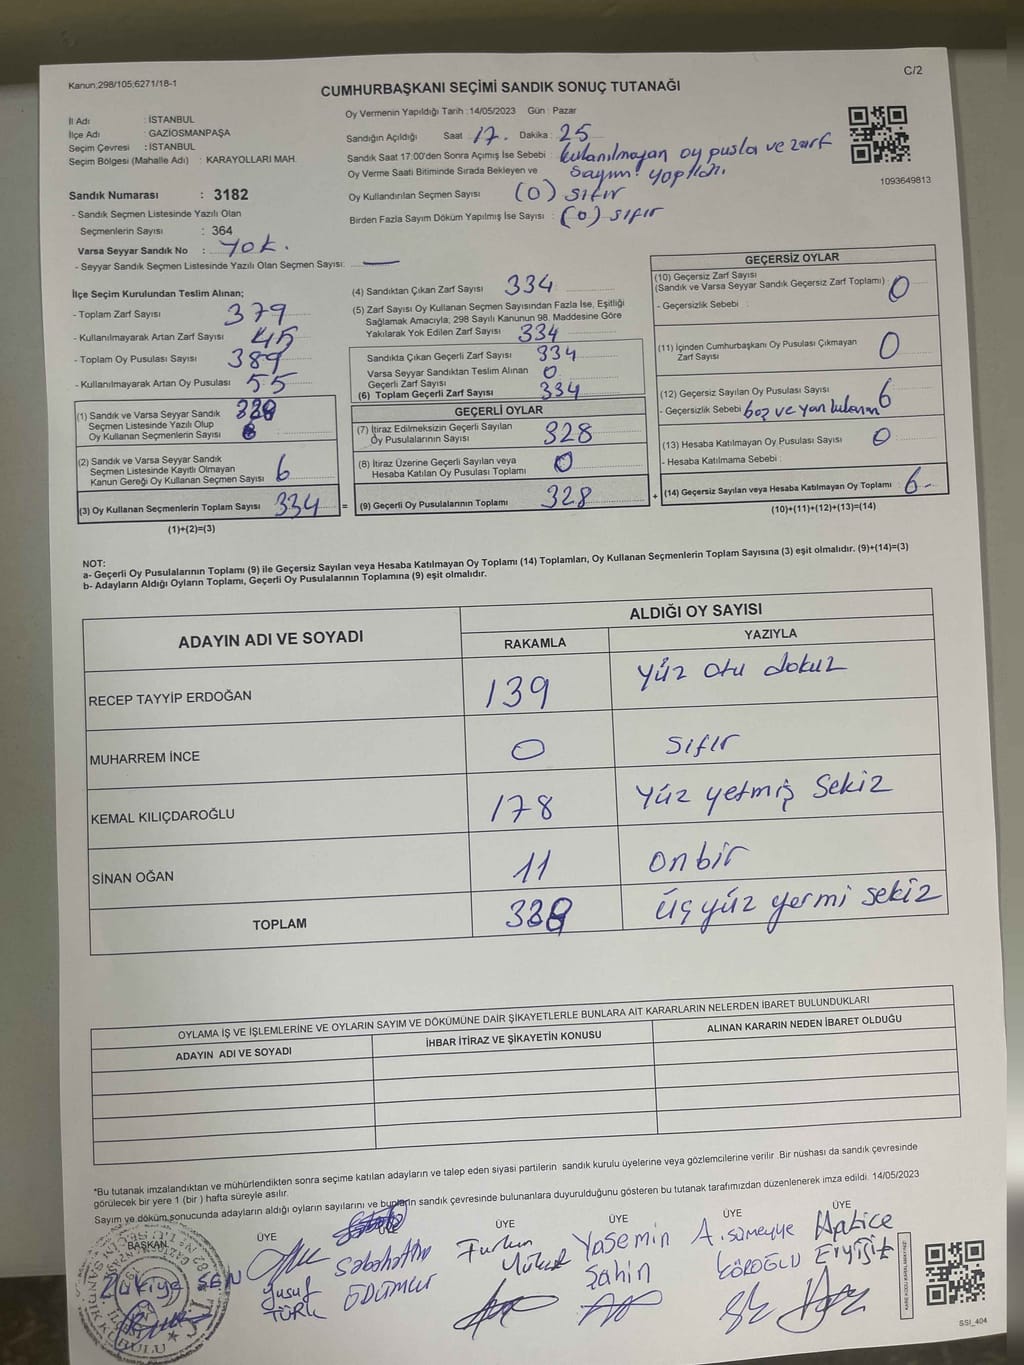 Kanun;298/105;6271/18-1
C/2
CUMHURBAŞKANI SEÇİMİ SANDIK SONUÇ TUTANAĞI
İl Adı : İSTANBUL
İlçe Adı : GAZİOSMANPAŞA
Seçim Çevresi : İSTANBUL
Seçim Bölgesi (Mahalle Adı) : KARAYOLLARI MAH.
Sandık Numarası : 3182
- Sandık Seçmen Listesinde Yazılı Olan
Seçmenlerin Sayısı : 364
Varsa Seyyar Sandık No : Yok.
- Seyyar Sandık Seçmen Listesinde Yazılı Olan Seçmen Sayısı: —
Oy Vermenin Yapıldığı Tarih :14/05/2023 Gün : Pazar
Sandığın Açıldığı Saat : 17. Dakika : 25
Sandık Saat 17:00'den Sonra Açımış İse Sebebi : kulanılmayan oy pusla ve zarf
sayım! yapıldı.
Oy Verme Saati Bitiminde Sırada Bekleyen ve
Oy Kullandırılan Seçmen Sayısı (0) sıfır
Birden Fazla Sayım Döküm Yapılmış İse Sayısı : (0) sıfır
1093649813
İlçe Seçim Kurulundan Teslim Alınan;
- Toplam Zarf Sayısı : 379
- Kullanılmayarak Artan Zarf Sayısı : 45
- Toplam Oy Pusulası Sayısı : 389
- Kullanılmayarak Artan Oy Pusulası : 55
(1) Sandık ve Varsa Seyyar Sandık
Seçmen Listesinde Yazılı Olup
Oy Kullanan Seçmenlerin Sayısı 328
(2) Sandık ve Varsa Seyyar Sandık
Seçmen Listesinde Kayıtlı Olmayan
Kanun Gereği Oy Kullanan Seçmen Sayısı : 6
(3) Oy Kullanan Seçmenlerin Toplam Sayısı : 334 =
(1)+(2)=(3)
(4) Sandıktan Çıkan Zarf Sayısı : 334
(5) Zarf Sayısı Oy Kullanan Seçmen Sayısından Fazla İse, Eşitliği
Sağlamak Amacıyla, 298 Sayılı Kanunun 98. Maddesine Göre
Yakılarak Yok Edilen Zarf Sayısı : 334
Sandıkta Çıkan Geçerli Zarf Sayısı : 334
Varsa Seyyar Sandıktan Teslim Alınan
Geçerli Zarf Sayısı : 0
(6) Toplam Geçerli Zarf Sayısı : 334
GEÇERLİ OYLAR
(7) İtiraz Edilmeksizin Geçerli Sayılan
Oy Pusulalarının Sayısı : 328
(8) İtiraz Üzerine Geçerli Sayılan veya
Hesaba Katılan Oy Pusulası Toplamı : 0
(9) Geçerli Oy Pusulalarının Toplamı : 328 +
GEÇERSİZ OYLAR
(10) Geçersiz Zarf Sayısı
(Sandık ve Varsa Seyyar Sandık Geçersiz Zarf Toplamı) : 0
- Geçersizlik Sebebi :
(11) İçinden Cumhurbaşkanı Oy Pusulası Çıkmayan
Zarf Sayısı 0
(12) Geçersiz Sayılan Oy Pusulası Sayısı : 6
- Geçersizlik Sebebi : boş ve yan
(13) Hesaba Katılmayan Oy Pusulası Sayısı : 0
- Hesaba Katılmama Sebebi :
(14) Geçersiz Sayılan veya Hesaba Katılmayan Oy Toplamı : 6-
(10)+(11)+(12)+(13)=(14)
NOT:
a- Geçerli Oy Pusulalarının Toplamı (9) ile Geçersiz Sayılan veya Hesaba Katılmayan Oy Toplamı (14) Toplamları, Oy Kullanan Seçmenlerin Toplam Sayısına (3) eşit olmalıdır. (9)+(14)=(3)
b- Adayların Aldığı Oyların Toplamı, Geçerli Oy Pusulalarının Toplamına (9) eşit olmalıdır.
ADAYIN ADI VE SOYADI
ALDIĞI OY SAYISI
RAKAMLA YAZIYLA
RECEP TAYYİP ERDOĞAN 139 Yüz otu dokuz
MUHARREM İNCE 0 sıfır
KEMAL KILIÇDAROĞLU 178 Yüz yetmiş sekiz
SİNAN OĞAN 11 onbir
TOPLAM 328 üçyüz yermi sekiz
OYLAMA İŞ VE İŞLEMLERİNE VE OYLARIN SAYIM VE DÖKÜMÜNE DAİR ŞİKAYETLERLE BUNLARA AİT KARARLARIN NELERDEN İBARET BULUNDUKLARI
ADAYIN ADI VE SOYADI İHBAR İTİRAZ VE ŞİKAYETİN KONUSU ALINAN KARARIN NEDEN İBARET OLDUĞU
*Bu tutanak imzalandıktan ve mühürlendikten sonra seçime katılan adayların ve talep eden siyasi partilerin sandık kurulu üyelerine veya gözlemcilerine verilir. Bir nüshası da sandık çevresinde
görülecek bir yere 1 (bir ) hafta süreyle asılır.
Sayım ve döküm sonucunda adayların aldığı oyların sayılarını ve bunların sandık çevresinde bulunanlara duyurulduğunu gösteren bu tutanak tarafımızdan düzenlenerek imza edildi. 14/05/2023
BAŞKAN ÜYE ÜYE ÜYE ÜYE ÜYE
Zükiye ŞEN
Yusuf
TÜRK
Sabahattin
Furkan
Yasemin
Şahin
A. sümeyye
KÖROĞLU
Hatice
Eryiğit
SSI_404